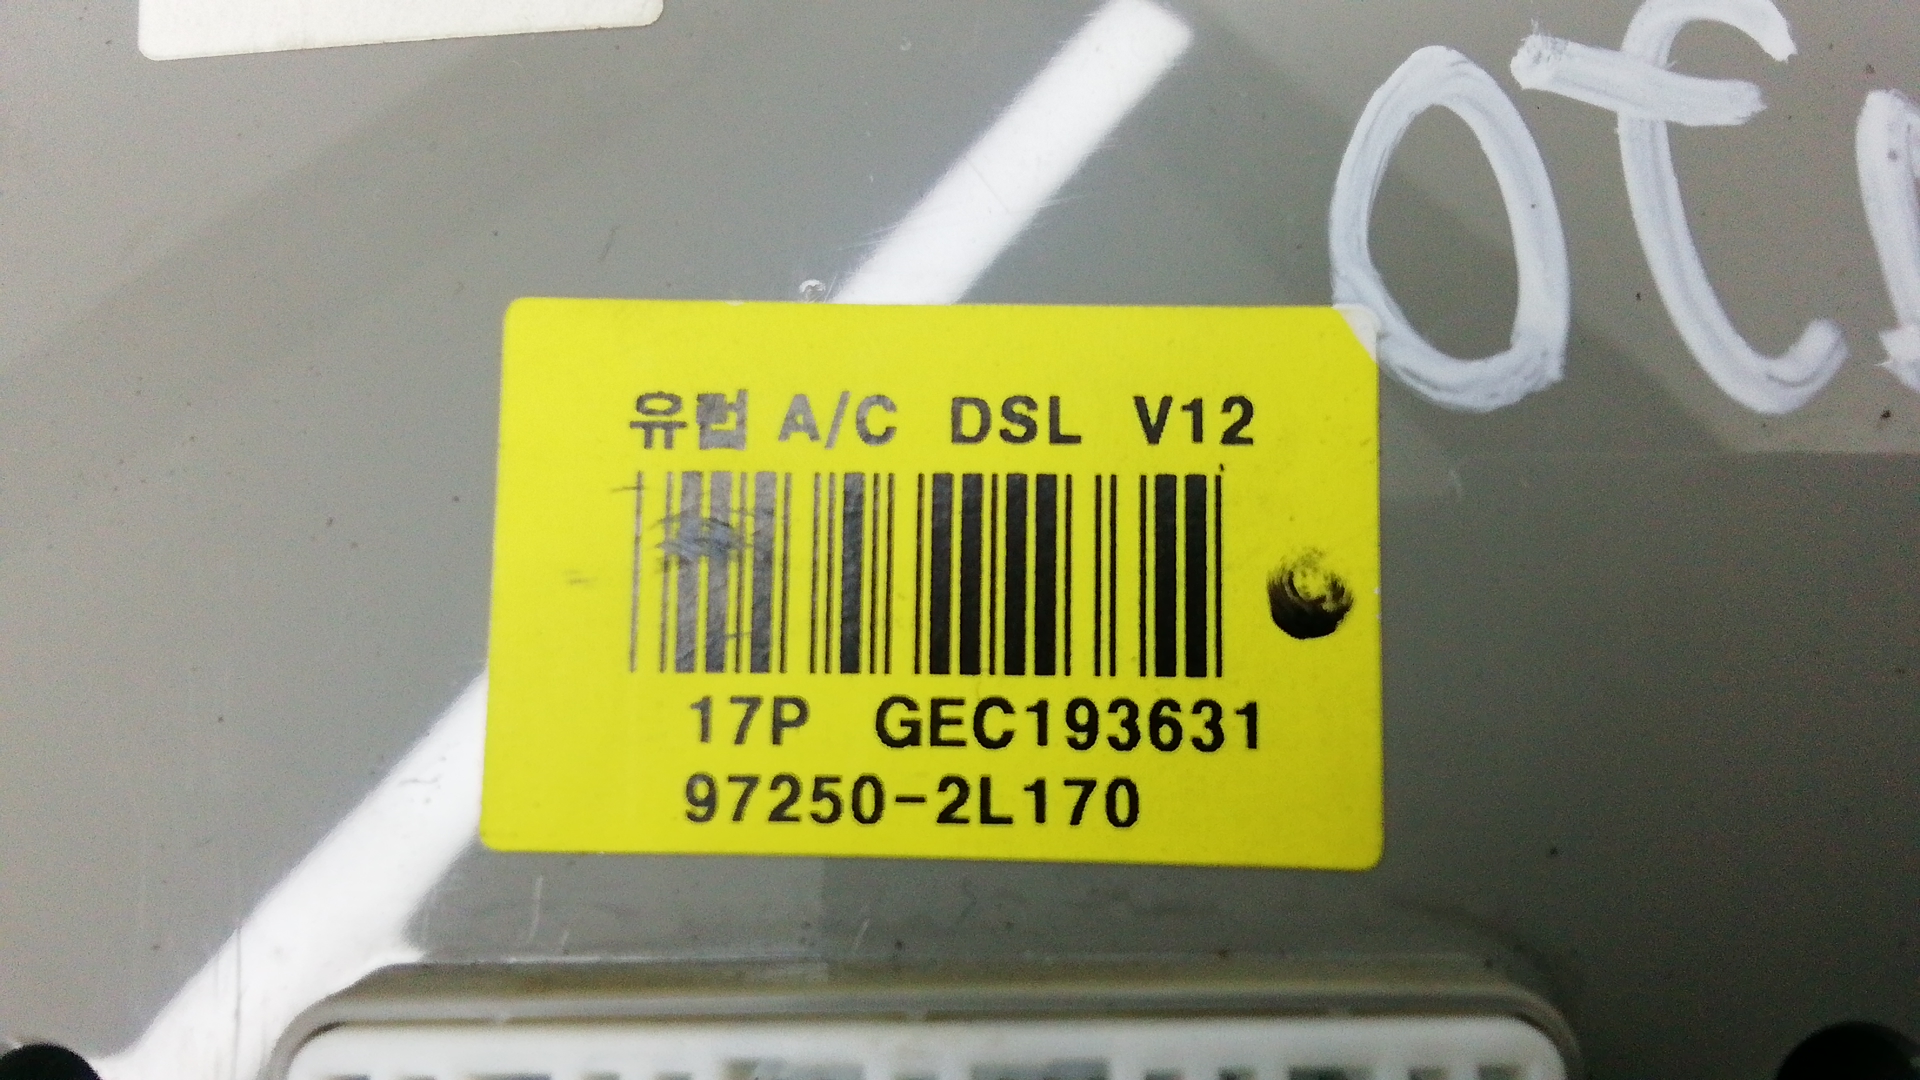 유럽 A/C DSL V12
17P GEC193631
97250-2L170